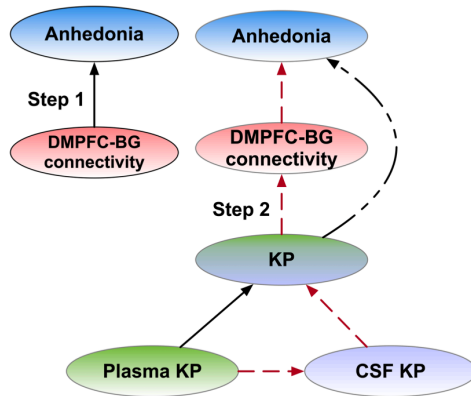 Anhedonia
Step 1
DMPFC-BG
connectivity
Anhedonia
DMPFC-BG
connectivity
Step 2
KP
Plasma KP
CSF KP